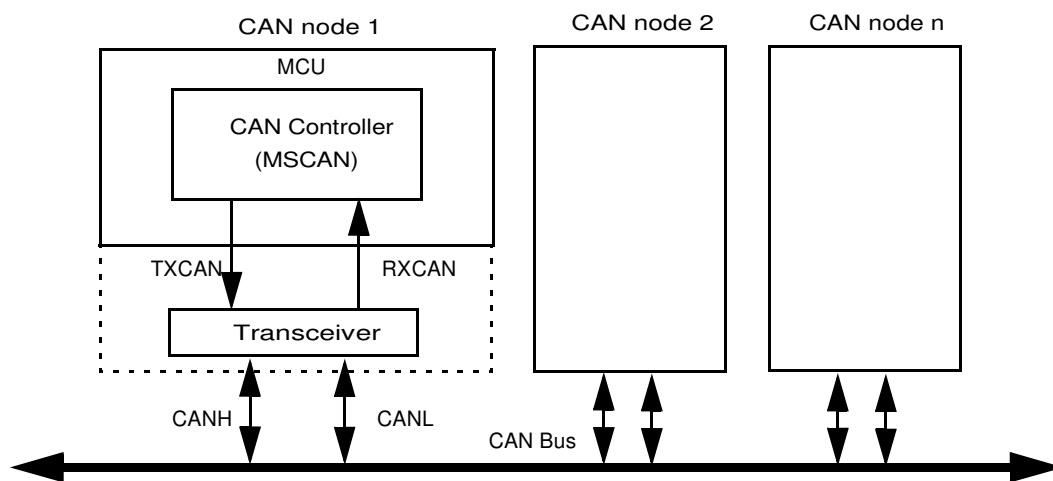 CAN node 1
CAN node 2
CAN node n
MCU
CAN Controller
(MSCAN)
TXCAN
RXCAN
Transceiver
CANH
CANL
CAN Bus